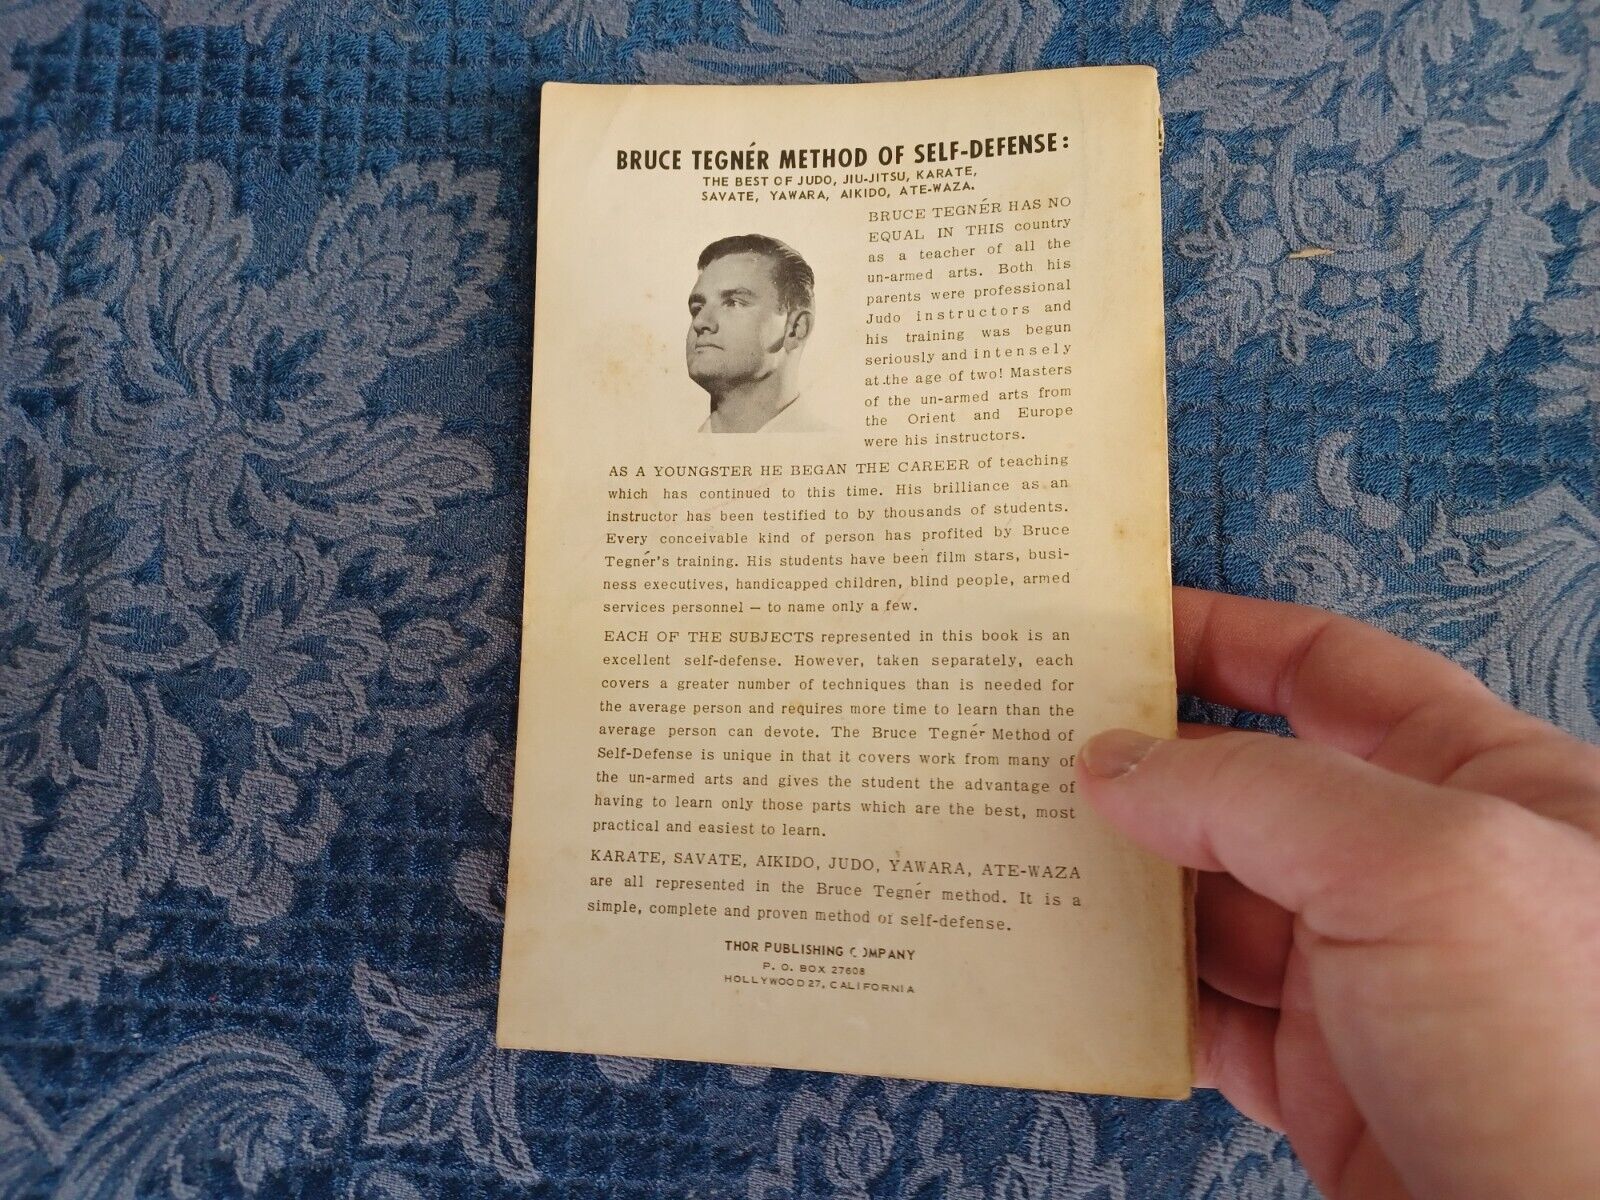 BRUCE TEGNÉR METHOD OF SELF-DEFENSE:
THE BEST OF JUDO, JIU-JITSU, KARATE,
SAVATE, YAWARA, AIKIDO, ATE-WAZA.
BRUCE TEGNÉR HAS NO
EQUAL IN THIS country
as a teacher of all the
un-armed arts. Both his
parents were professional
Judo instructors and
his training was begun
seriously and intensely
at the age of two! Masters
of the un-armed arts from
the Orient and Europe
were his instructors.
AS A YOUNGSTER HE BEGAN THE CAREER of teaching
which has continued to this time. His brilliance as an
instructor has been testified to by thousands of students.
Every conceivable kind of person has profited by Bruce
Tegnér's training. His students have been film stars, busi-
ness executives, handicapped children, blind people, armed
services personnel — to name only a few.
EACH OF THE SUBJECTS represented in this book is an
excellent self-defense. However, taken separately, each
covers a greater number of techniques than is needed for
the average person and requires more time to learn than the
average person can devote. The Bruce Tegnér Method of
Self-Defense is unique in that it covers work from many of
the un-armed arts and gives the student the advantage of
having to learn only those parts which are the best, most
practical and easiest to learn.
KARATE, SAVATE, AIKIDO, JUDO, YAWARA, ATE-WAZA
are all represented in the Bruce Tegnér method. It is a
simple, complete and proven method of self-defense.
THOR PUBLISHING COMPANY
P. O. BOX 27608
HOLLYWOOD 27, CALIFORNIA